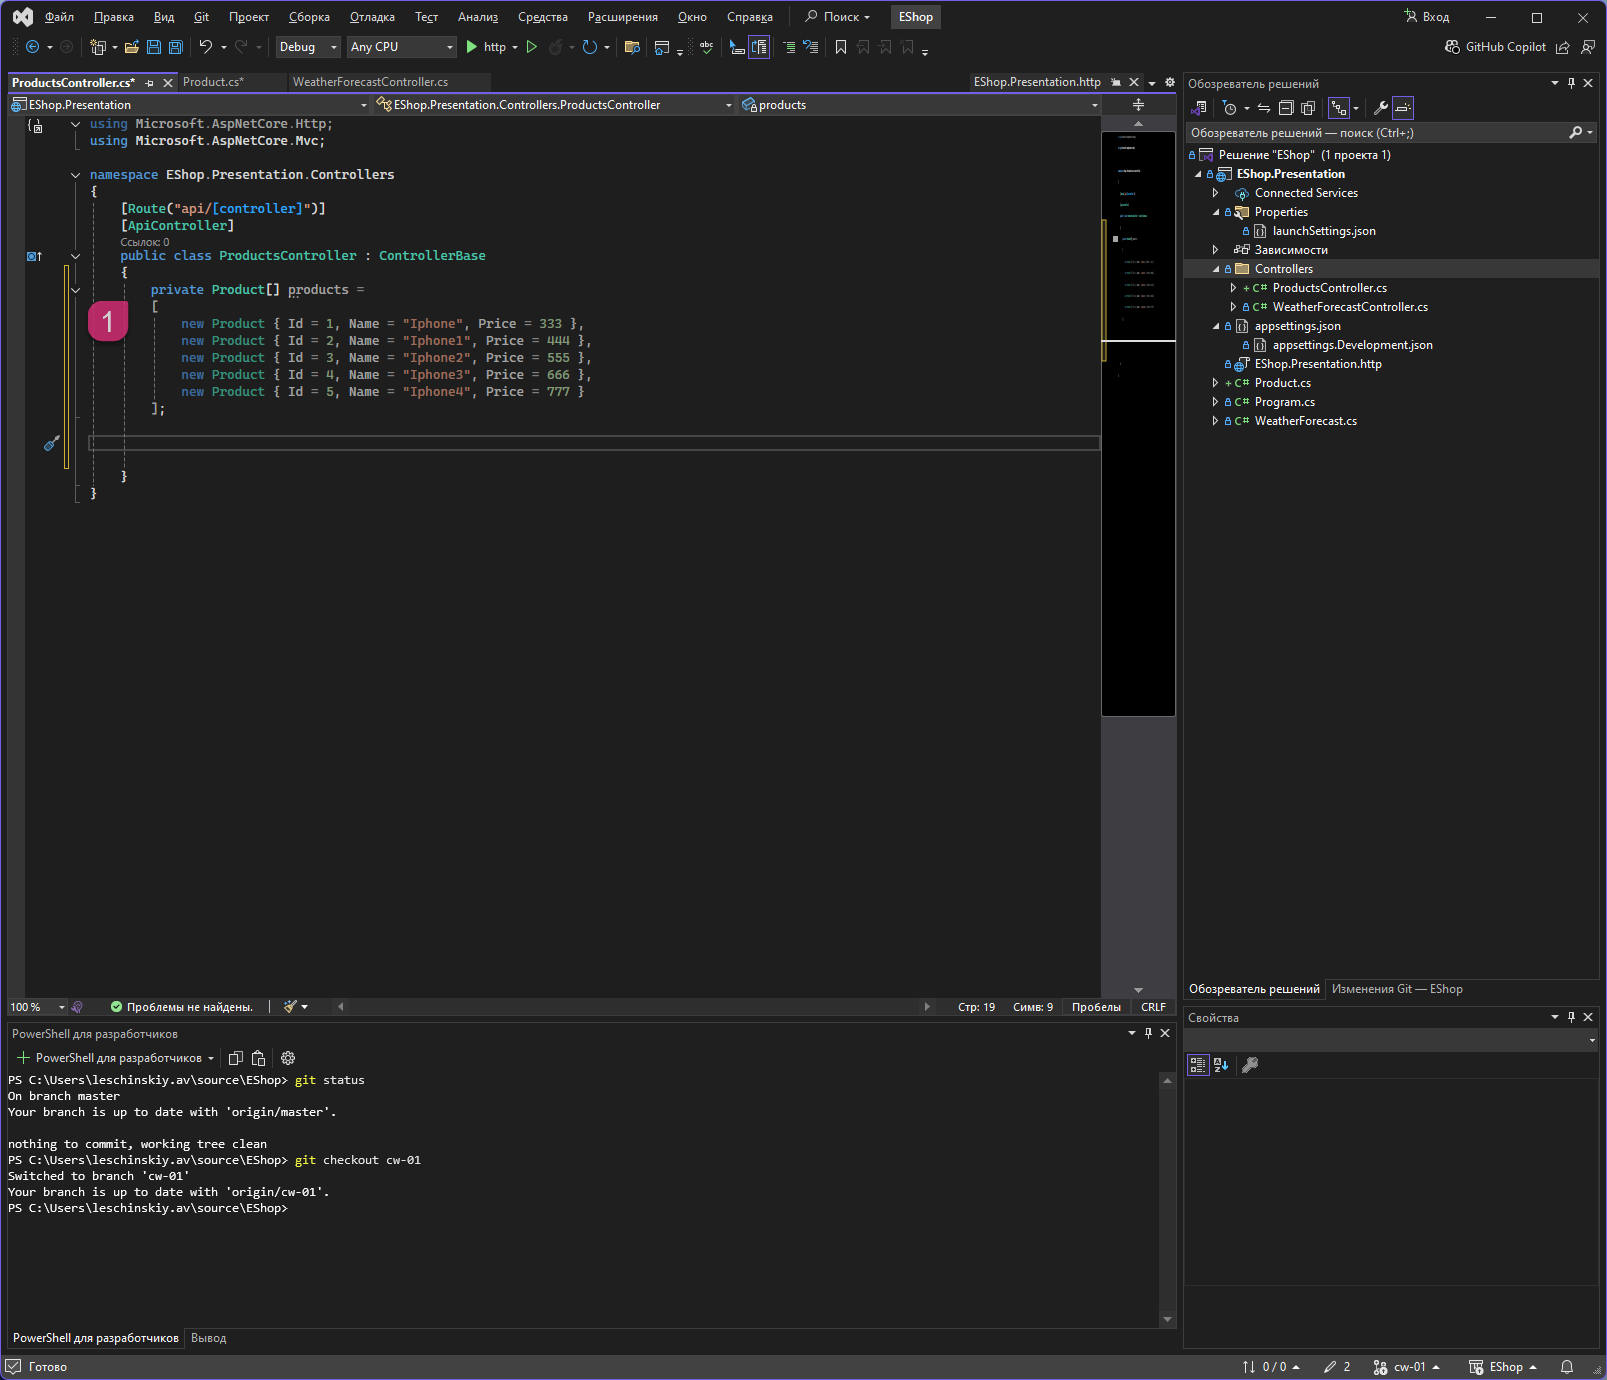 Файл Правка Вид Git Проект Сборка Отладка Тест Анализ Средства Расширения Окно Справка Поиск EShop Вход
Debug Any CPU http GitHub Copilot
ProductsController.cs* Product.cs* WeatherForecastController.cs EShop.Presentation.http
EShop.Presentation EShop.Presentation.Controllers.ProductsController products
using Microsoft.AspNetCore.Http;
using Microsoft.AspNetCore.Mvc;
namespace EShop.Presentation.Controllers
{
[Route("api/[controller]")]
[ApiController]
Ссылок: 0
public class ProductsController : ControllerBase
{
private Product[] products =
[
1
new Product { Id = 1, Name = "Iphone", Price = 333 },
new Product { Id = 2, Name = "Iphone1", Price = 444 },
new Product { Id = 3, Name = "Iphone2", Price = 555 },
new Product { Id = 4, Name = "Iphone3", Price = 666 },
new Product { Id = 5, Name = "Iphone4", Price = 777 }
];
}
}
100 % Проблемы не найдены. Стр: 19 Симв: 9 Пробелы CRLF
PowerShell для разработчиков
PowerShell для разработчиков
PS C:\Users\leschinskiy.av\source\EShop> git status
On branch master
Your branch is up to date with 'origin/master'.
nothing to commit, working tree clean
PS C:\Users\leschinskiy.av\source\EShop> git checkout cw-01
Switched to branch 'cw-01'
Your branch is up to date with 'origin/cw-01'.
PS C:\Users\leschinskiy.av\source\EShop>
PowerShell для разработчиков Вывод
Обозреватель решений
Обозреватель решений — поиск (Ctrl+;)
Решение "EShop" (1 проекта 1)
EShop.Presentation
Connected Services
Properties
launchSettings.json
Зависимости
Controllers
C# ProductsController.cs
C# WeatherForecastController.cs
appsettings.json
appsettings.Development.json
EShop.Presentation.http
C# Product.cs
C# Program.cs
C# WeatherForecast.cs
Обозреватель решений Изменения Git — EShop
Свойства
Готово 0 / 0 2 cw-01 EShop